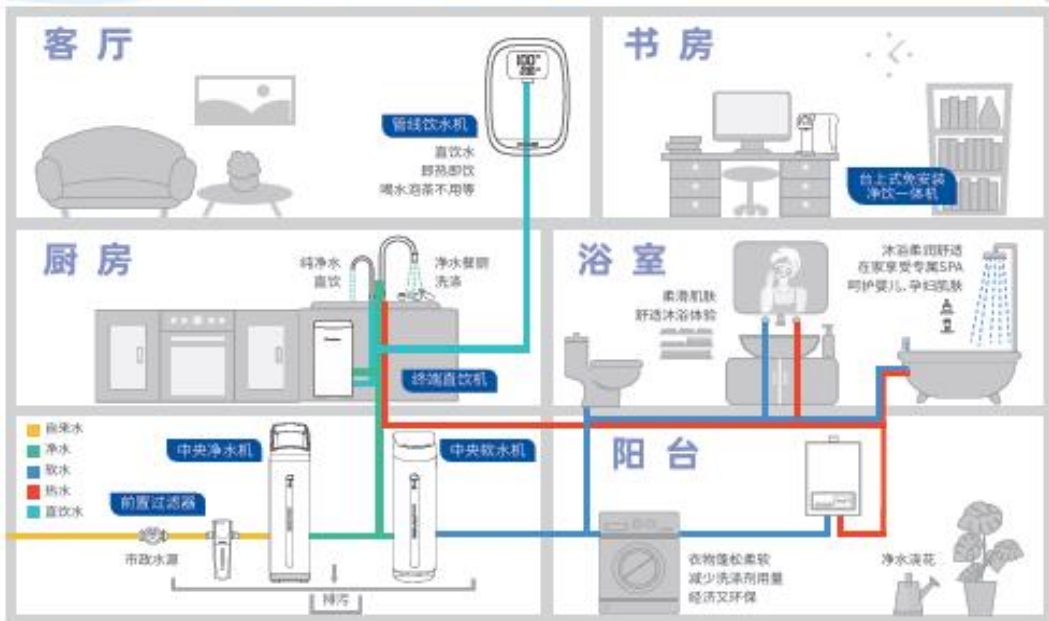 客厅
100°
管线饮水机
直饮水
即热即饮
喝水泡茶不用等
书房
台上式免安装
净饮一体机
厨房
纯净水
直饮
净水餐厨
洗涤
终端直饮机
浴室
柔滑肌肤
舒适沐浴体验
沐浴柔润舒适
在家享受专属SPA
呵护婴儿、孕妇肌肤
自来水
净水
软水
热水
直饮水
中央净水机
中央软水机
前置过滤器
市政水源
排污
阳台
衣物蓬松柔软
减少洗涤剂用量
经济又环保
净水浇花